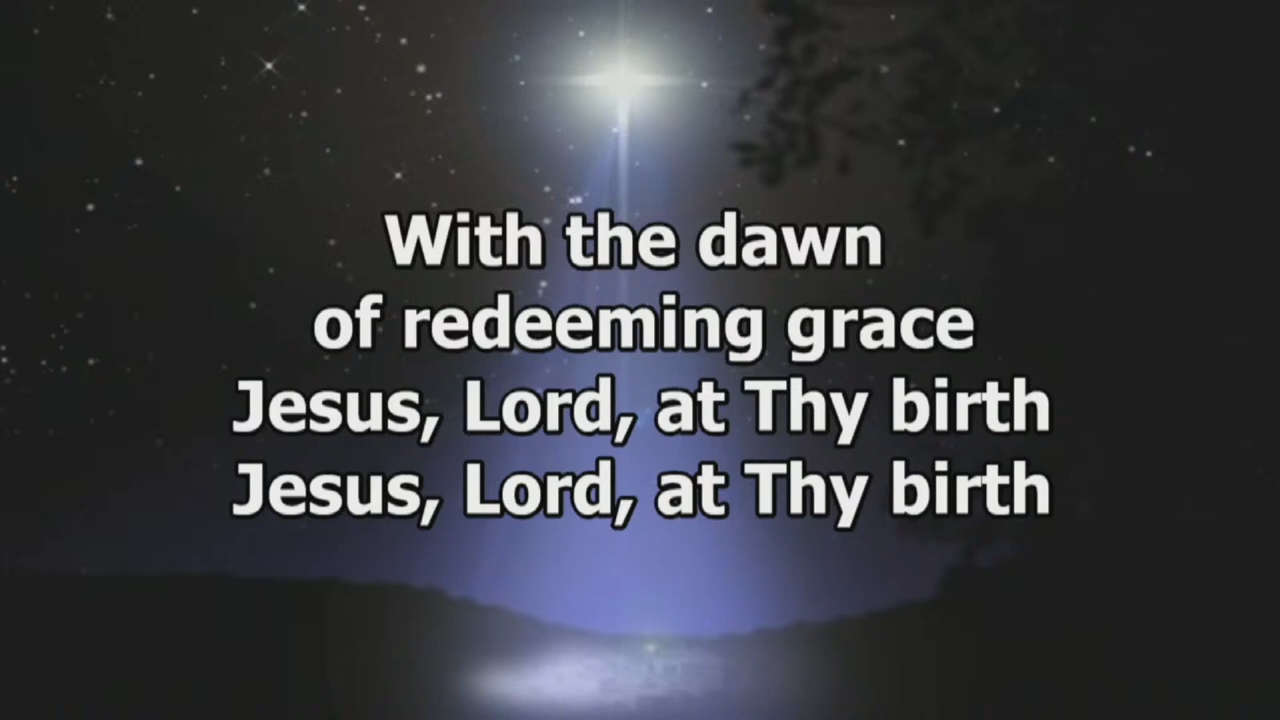 With the dawn
of redeeming grace
Jesus, Lord, at Thy birth
Jesus, Lord, at Thy birth